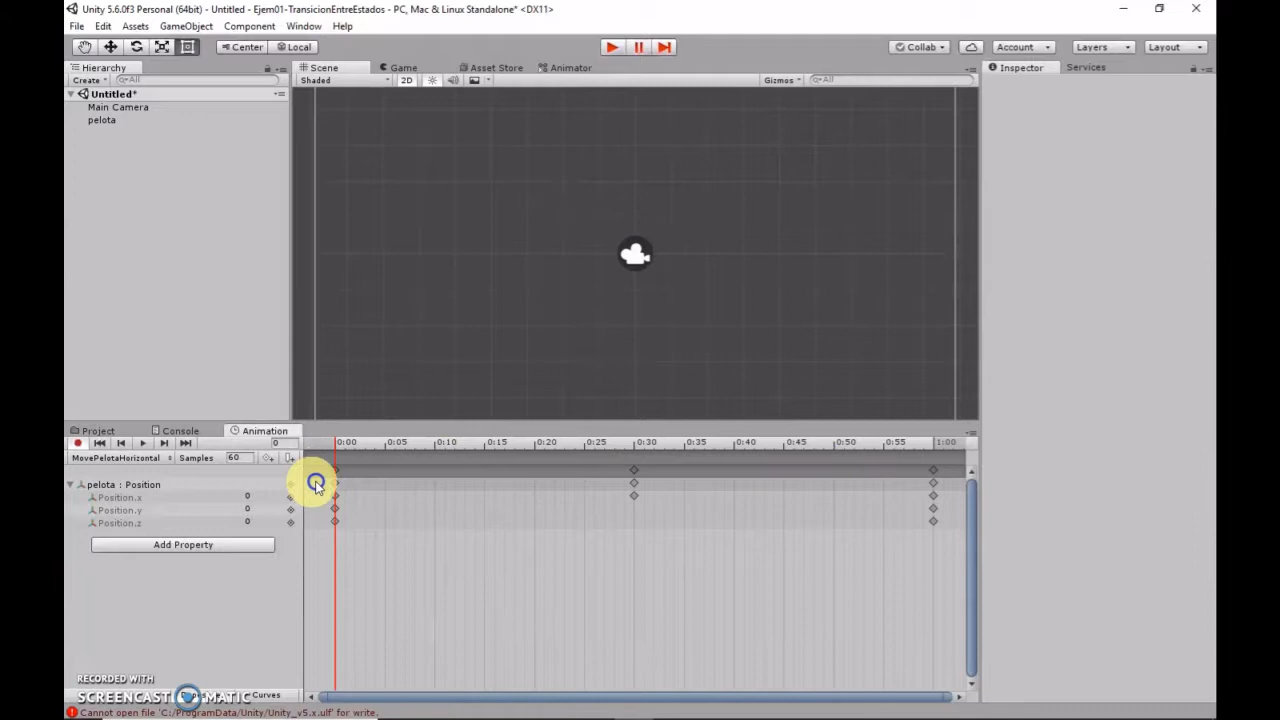 Unity 5.6.0f3 Personal (64bit) - Untitled - Ejem01-TransicionEntreEstados - PC, Mac & Linux Standalone* <DX11>
File Edit Assets GameObject Component Window Help
Center Local Collab Account Layers Layout
Hierarchy Scene Game Asset Store Animator Inspector Services
Create All Shaded 2D Gizmos All
Untitled*
Main Camera
pelota
Project Console Animation
0 0:00 0:05 0:10 0:15 0:20 0:25 0:30 0:35 0:40 0:45 0:50 0:55 1:00
MovePelotaHorizontal Samples 60
pelota : Position
Position.x 0
Position.y 0
Position.z 0
Add Property
RECORDED WITH
SCREENCAST MATIC
Curves
Cannot open file 'C:/ProgramData/Unity/Unity_v5.x.ulf' for write.